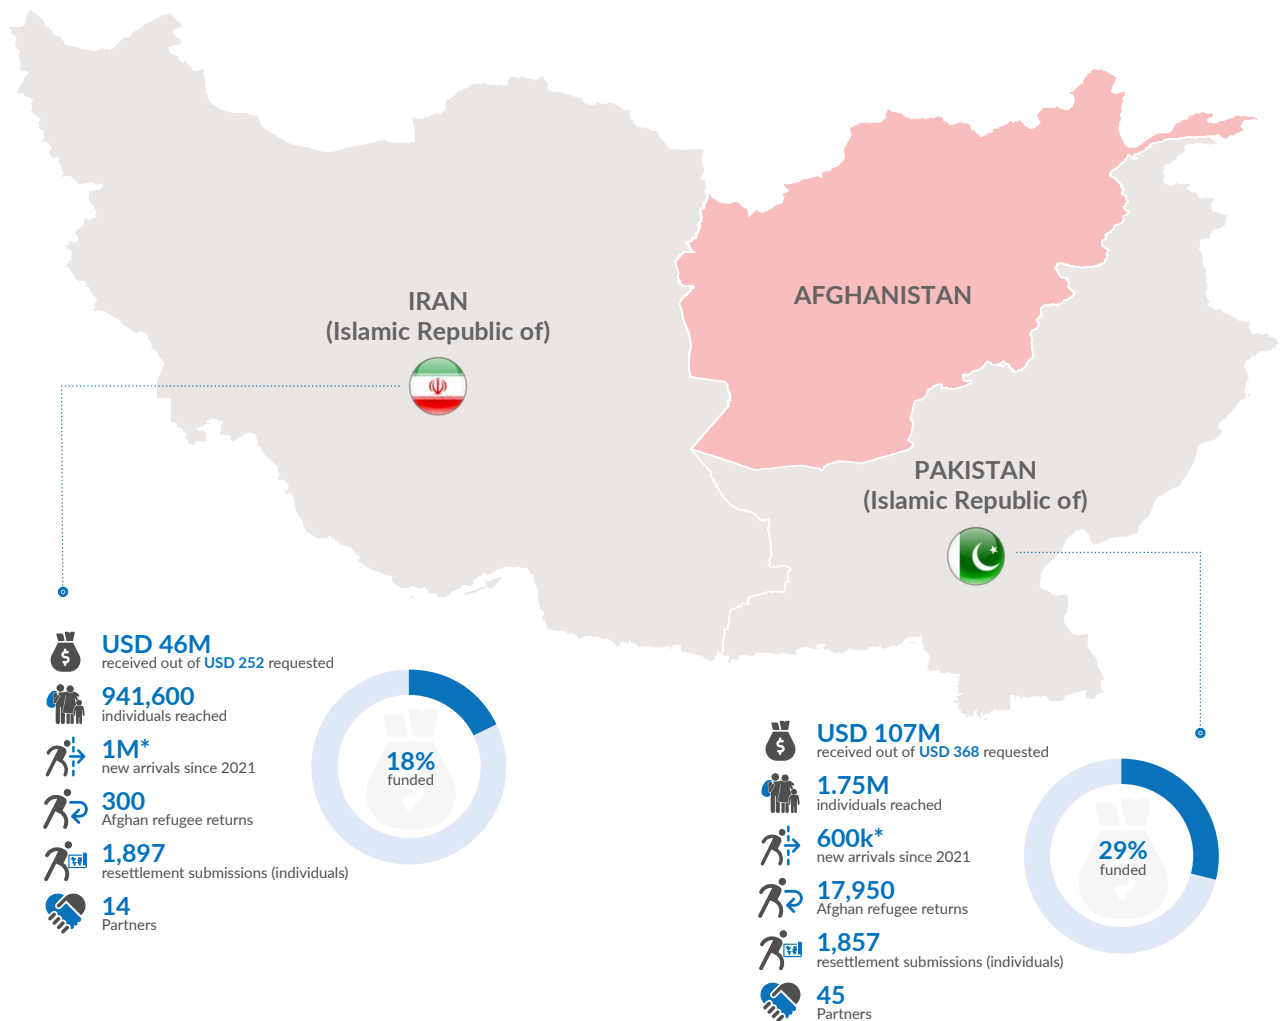 IRAN
(Islamic Republic of)
AFGHANISTAN
PAKISTAN
(Islamic Republic of)
USD 46M
received out of USD 252 requested
941,600
individuals reached
1M*
new arrivals since 2021
300
Afghan refugee returns
1,897
resettlement submissions (individuals)
14
Partners
18%
funded
USD 107M
received out of USD 368 requested
1.75M
individuals reached
600k*
new arrivals since 2021
17,950
Afghan refugee returns
1,857
resettlement submissions (individuals)
45
Partners
29%
funded